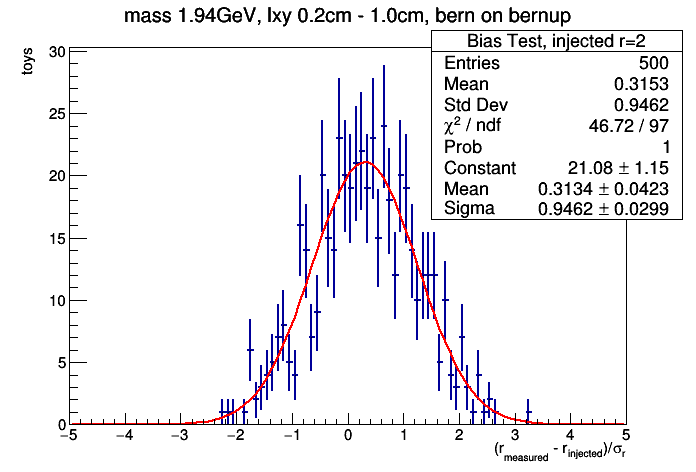 mass 1.94GeV, lxy 0.2cm - 1.0cm, bern on bernup
toys
Bias Test, injected r=2
Entries 500
Mean 0.3153
Std Dev 0.9462
χ² / ndf 46.72 / 97
Prob 1
Constant 21.08 ± 1.15
Mean 0.3134 ± 0.0423
Sigma 0.9462 ± 0.0299
30
25
20
15
10
5
0
−5 −4 −3 −2 −1 0 1 2 3 4 5
(r_measured - r_injected)/σ_r